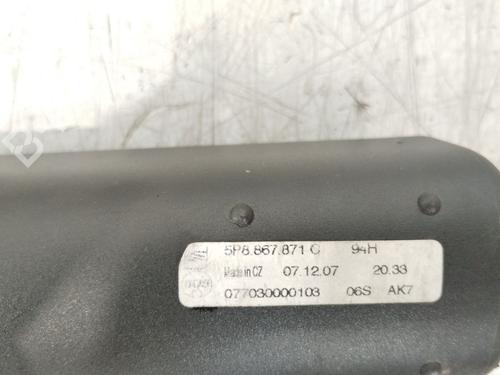 5P8.867.871 C 94H
Made in CZ 07.12.07 20.33
077030000103 06S AK7